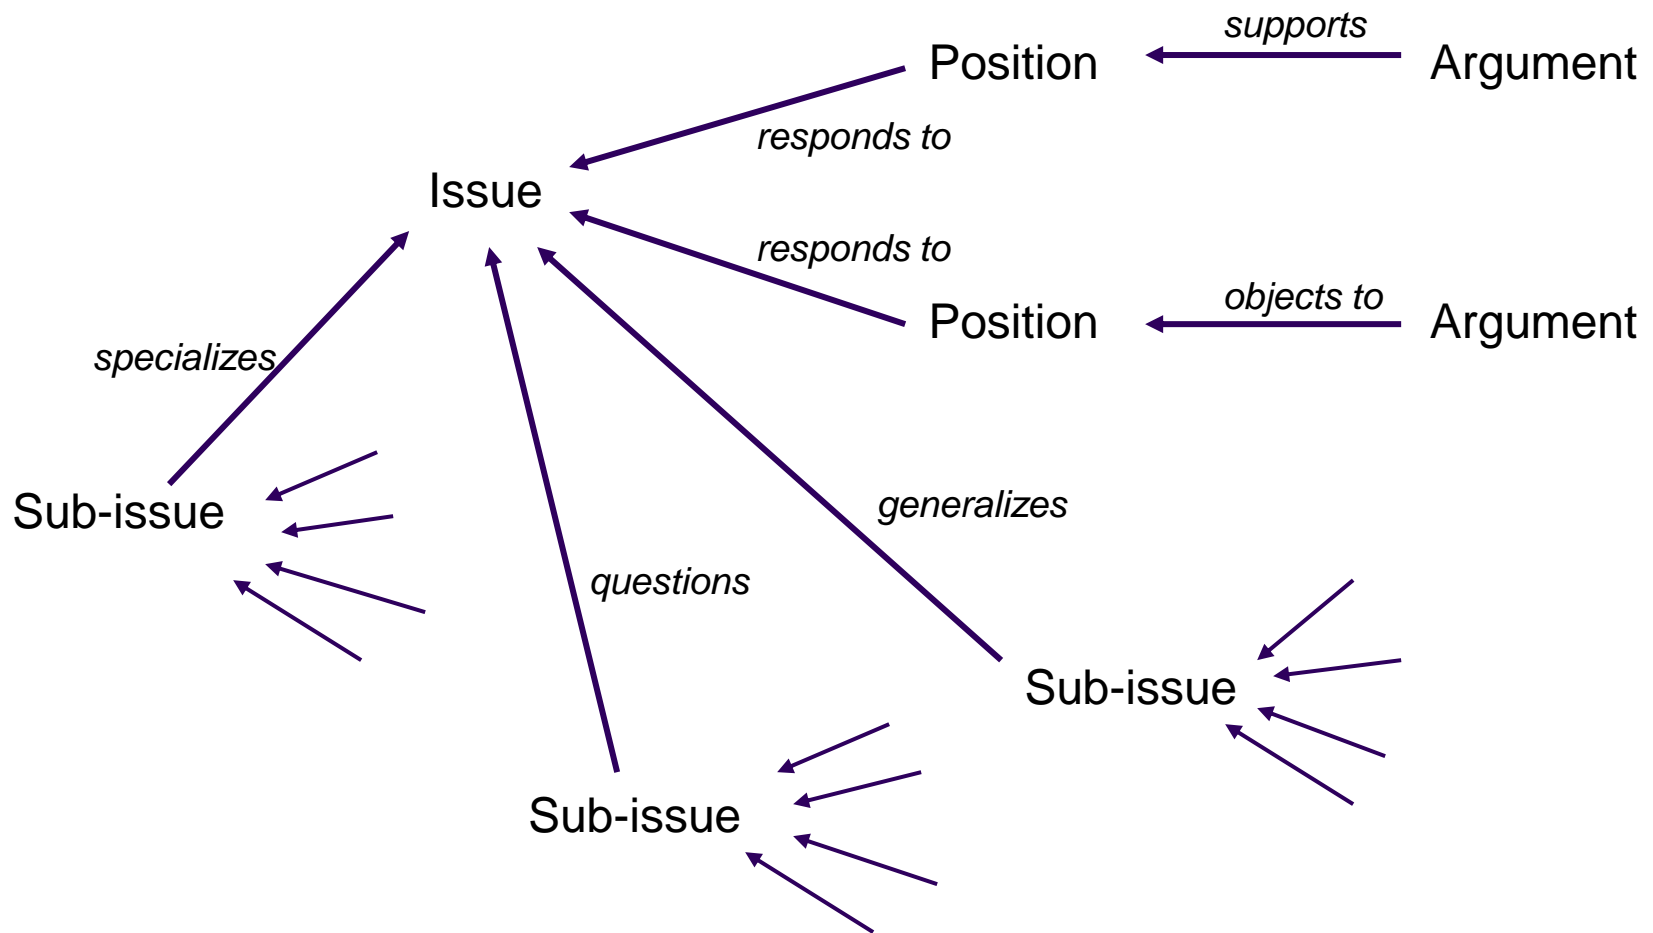 supports
Position
Argument
responds to
Issue
responds to
objects to
Position
Argument
specializes
Sub-issue
generalizes
questions
Sub-issue
Sub-issue